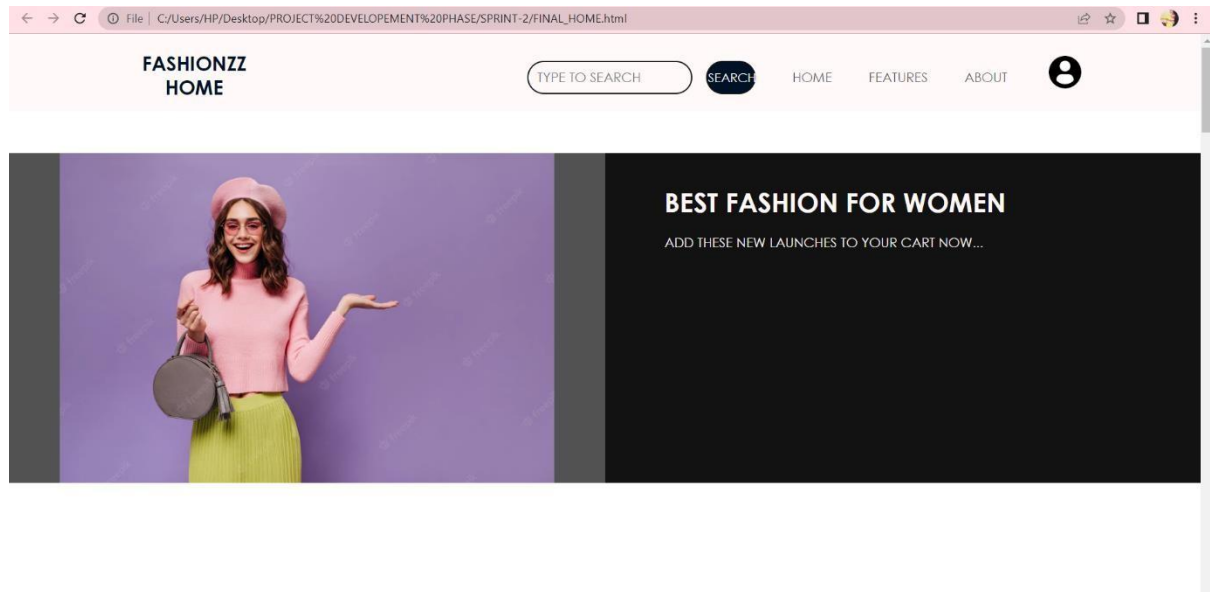 File | C:/Users/HP/Desktop/PROJECT%20DEVELOPEMENT%20PHASE/SPRINT-2/FINAL_HOME.html
FASHIONZZ
HOME
TYPE TO SEARCH
SEARCH
HOME
FEATURES
ABOUT
BEST FASHION FOR WOMEN
ADD THESE NEW LAUNCHES TO YOUR CART NOW...